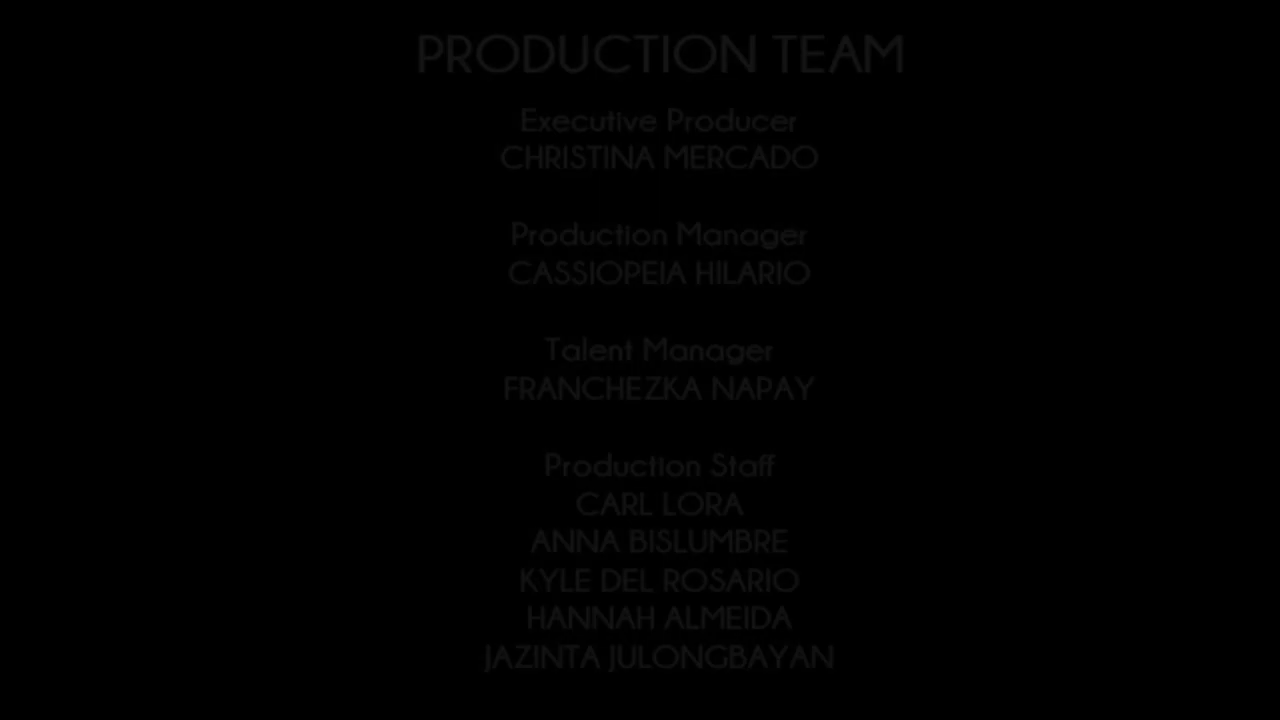 PRODUCTION TEAM
Executive Producer
CHRISTINA MERCADO
Production Manager
CASSIOPEIA HILARIO
Talent Manager
FRANCHEZKA NAPAY
Production Staff
CARL LORA
ANNA BISLUMBRE
KYLE DEL ROSARIO
HANNAH ALMEIDA
JAZINTA JULONGBAYAN